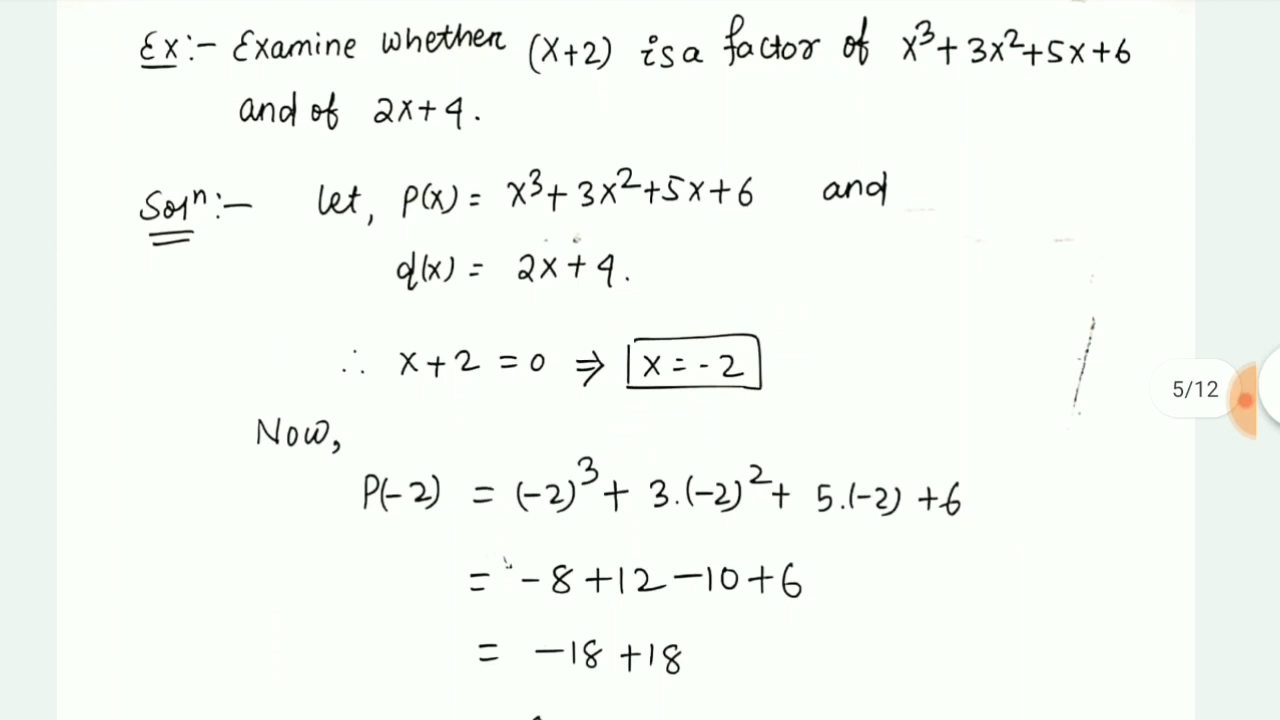 Ex:- Examine whether (x+2) is a factor of x³+3x²+5x+6
and of 2x+4.
Solⁿ:- let, p(x) = x³+3x²+5x+6 and
q(x) = 2x+4.
∴ x+2 = 0 ⇒ x = -2
5/12
Now,
P(-2) = (-2)³+ 3.(-2)²+ 5.(-2) +6
= -8+12-10+6
= -18+18